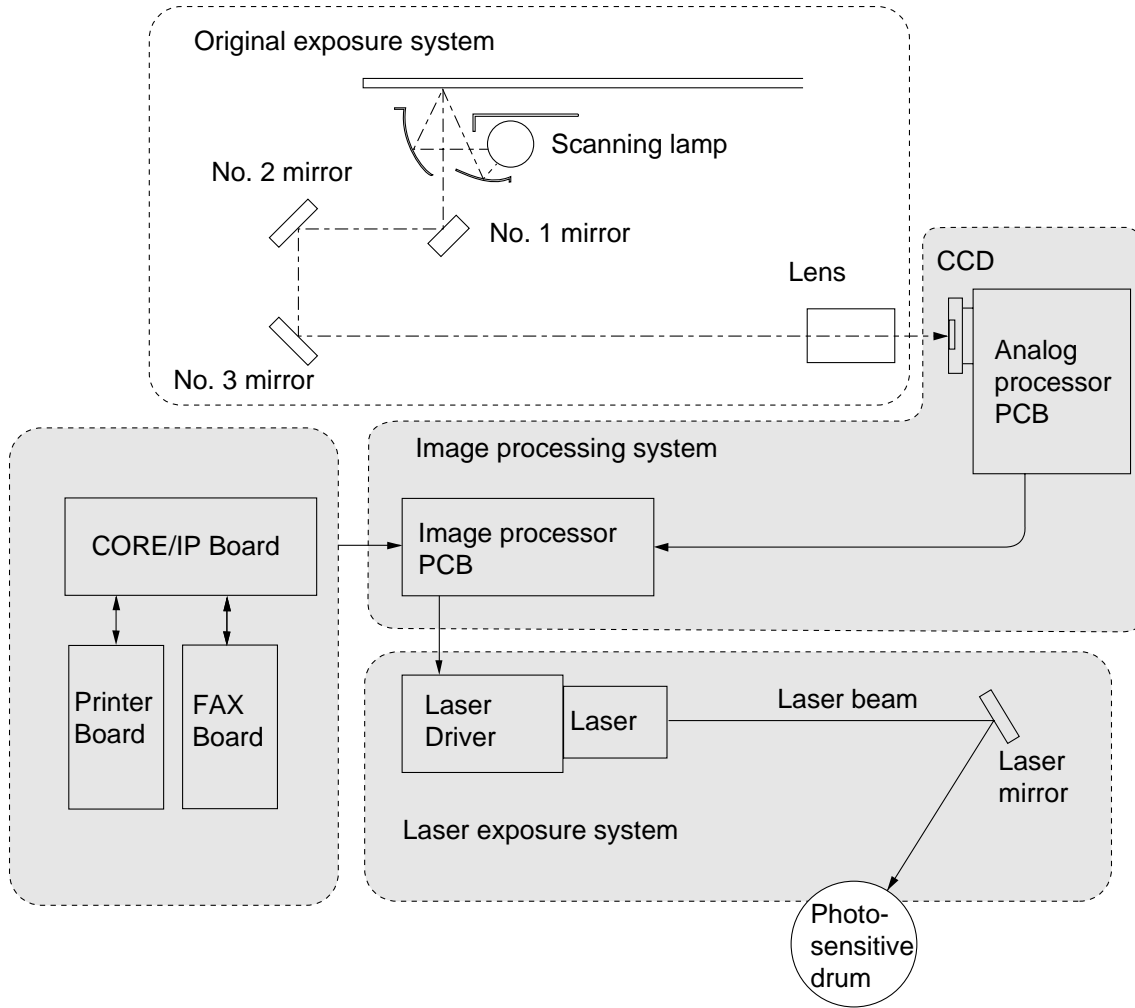 Original exposure system
Scanning lamp
No. 2 mirror
No. 1 mirror
Lens
CCD
No. 3 mirror
Analog
processor
PCB
Image processing system
CORE/IP Board
Image processor
PCB
Printer
Board
FAX
Board
Laser
Driver
Laser
Laser beam
Laser
mirror
Laser exposure system
Photo-
sensitive
drum